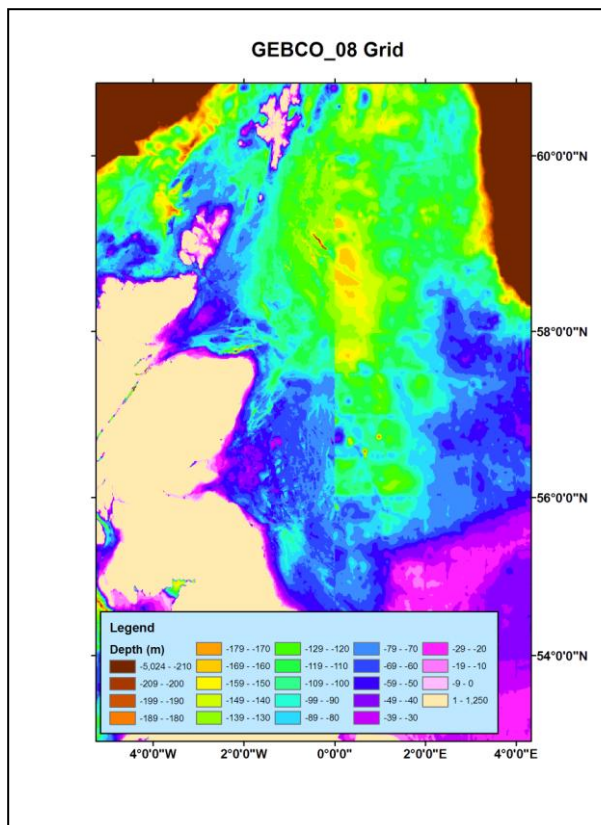 GEBCO_08 Grid
60°0'0"N
58°0'0"N
56°0'0"N
54°0'0"N
Legend
Depth (m)
-5,024 - -210
-209 - -200
-199 - -190
-189 - -180
-179 - -170
-169 - -160
-159 - -150
-149 - -140
-139 - -130
-129 - -120
-119 - -110
-109 - -100
-99 - -90
-89 - -80
-79 - -70
-69 - -60
-59 - -50
-49 - -40
-39 - -30
-29 - -20
-19 - -10
-9 - 0
1 - 1,250
4°0'0"W
2°0'0"W
0°0'0"
2°0'0"E
4°0'0"E